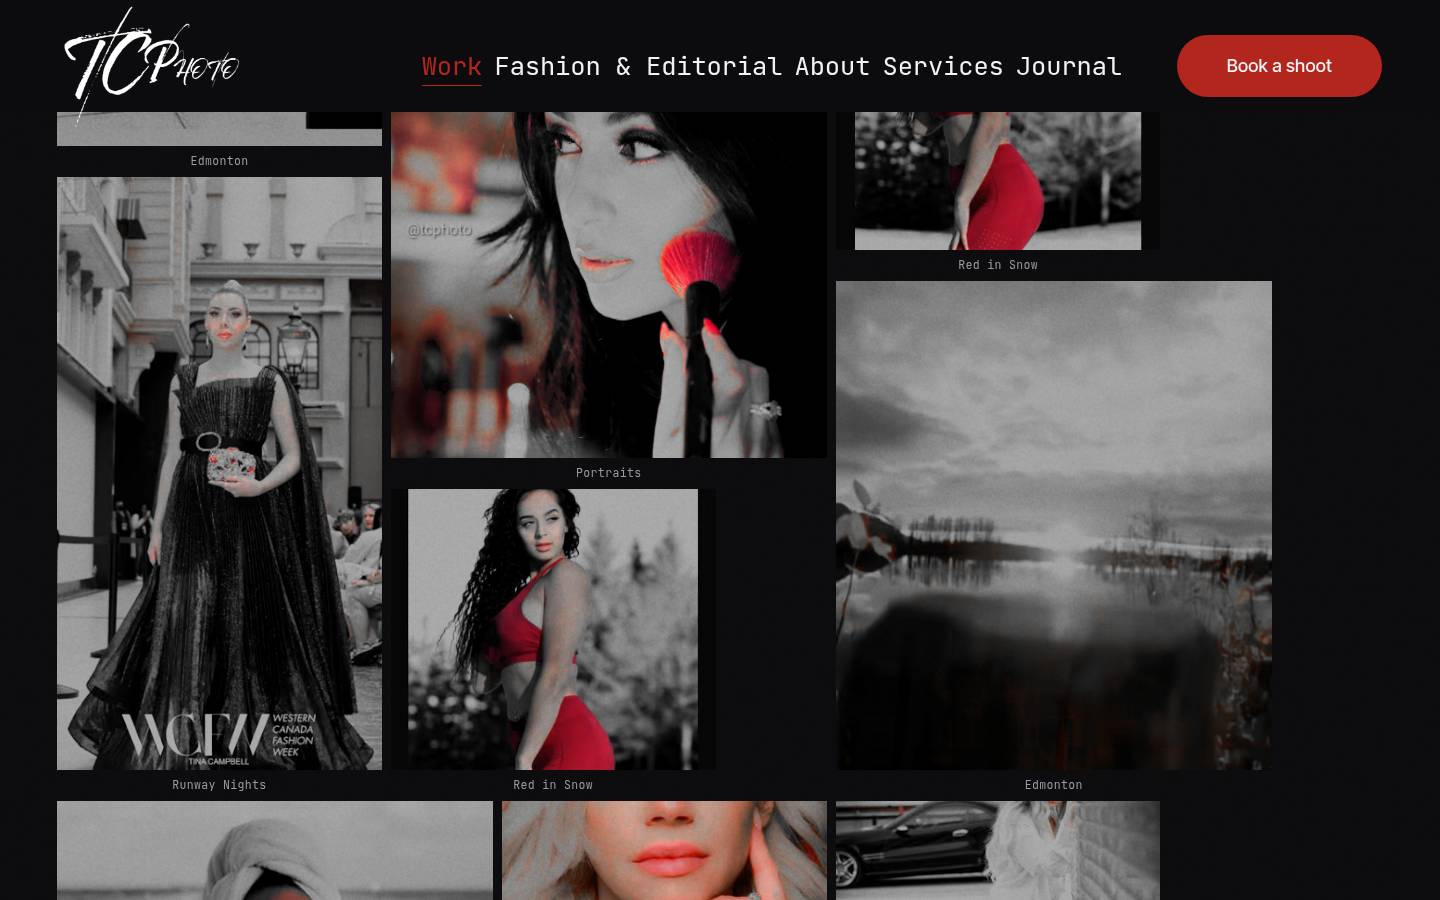 TCPHOTO
Work Fashion & Editorial About Services Journal
Book a shoot
Edmonton
@tcphoto
Red in Snow
Portraits
WCFW WESTERN
CANADA
FASHION
WEEK
TINA CAMPBELL
Runway Nights
Red in Snow
Edmonton